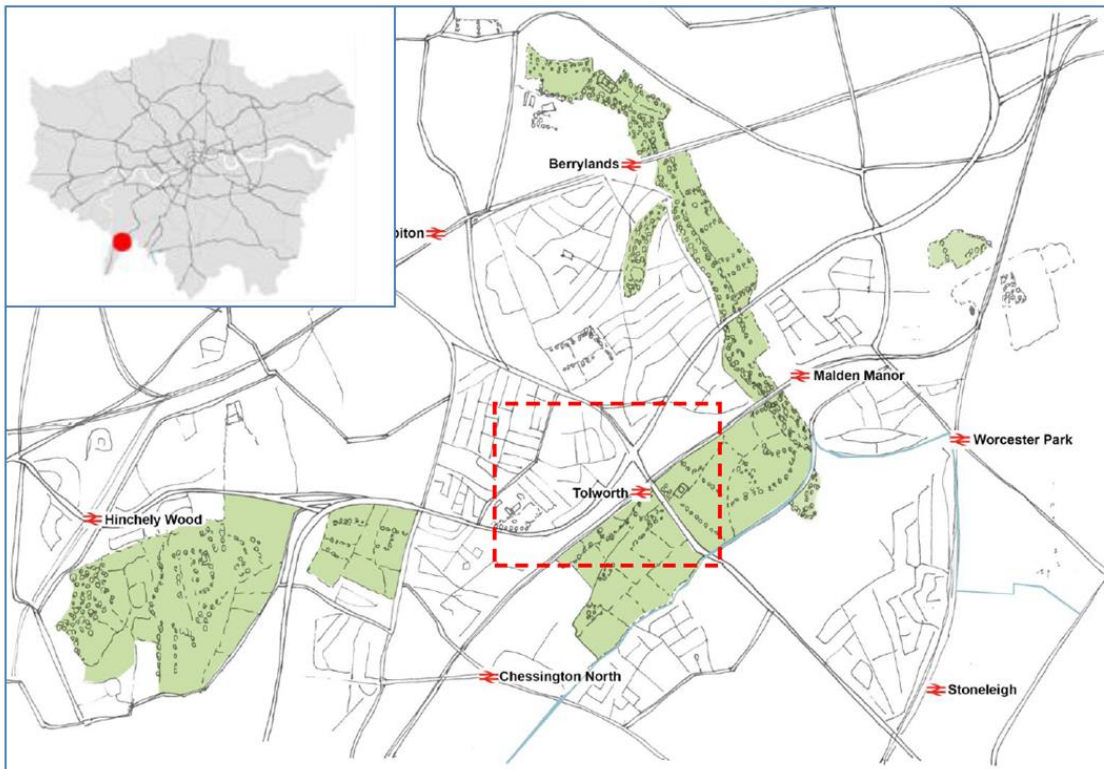 Berrylands
biton
Malden Manor
Worcester Park
Tolworth
Hinchely Wood
Chessington North
Stoneleigh